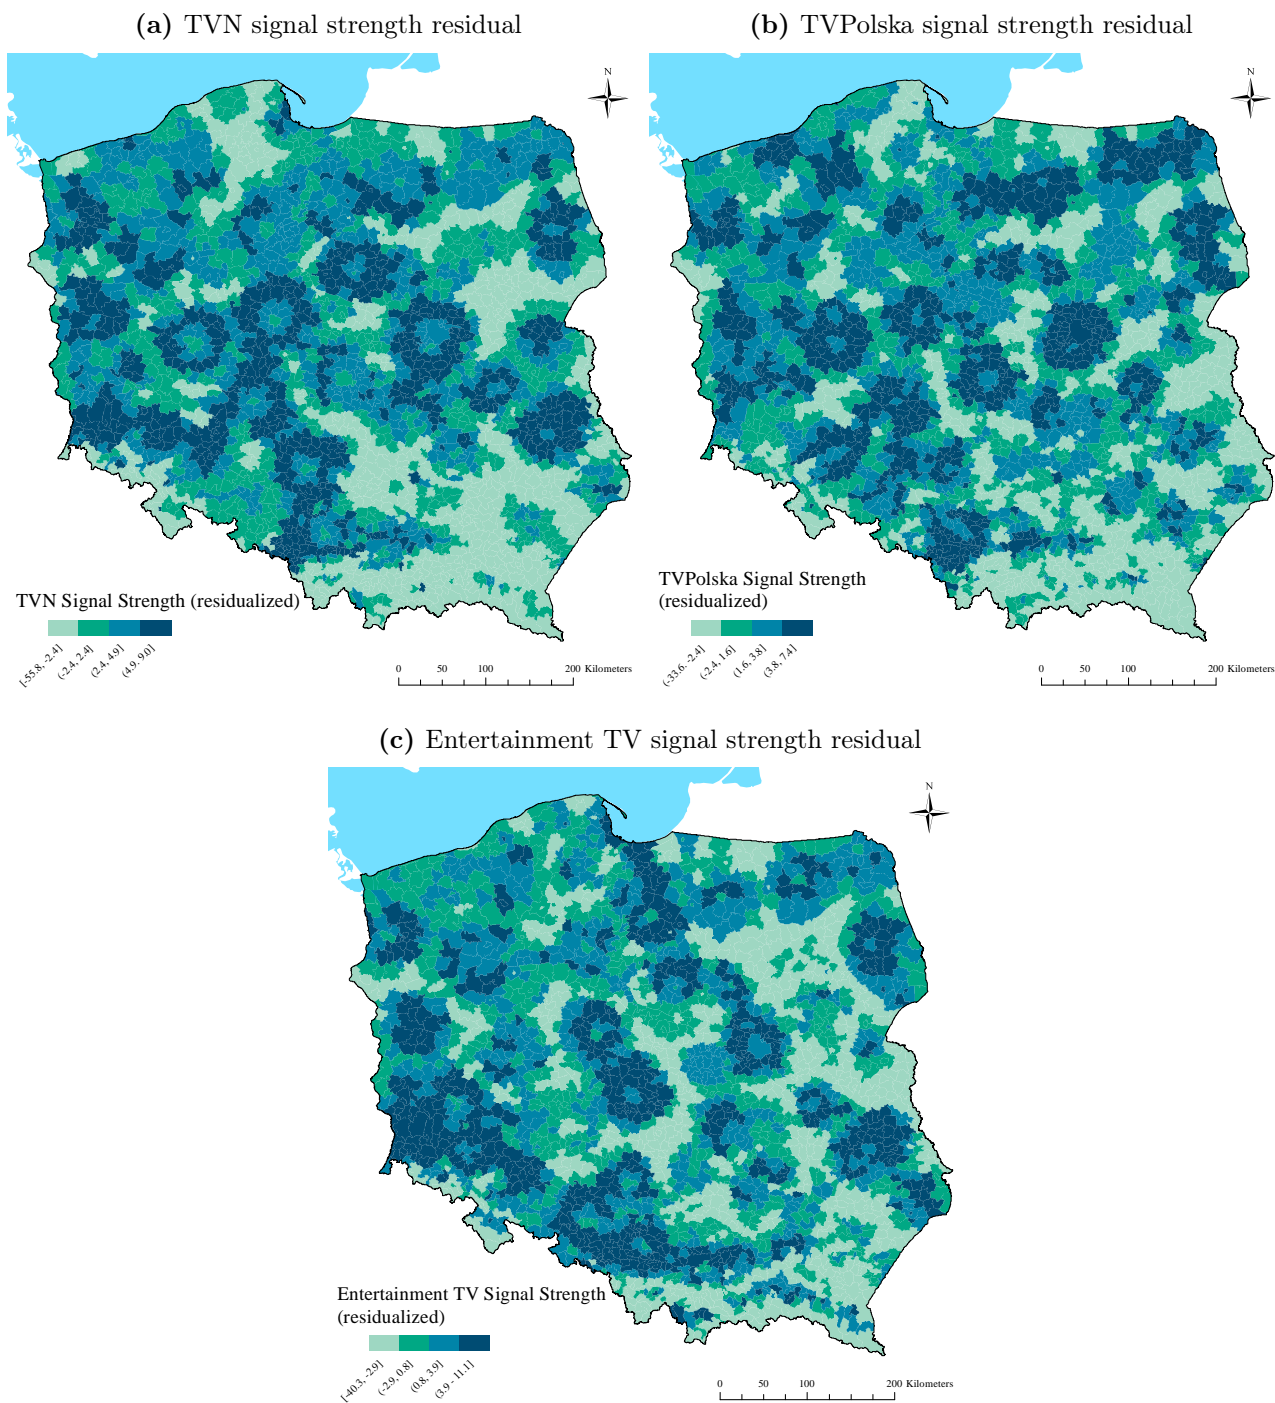 (a) TVN signal strength residual
(b) TVPolska signal strength residual
N
N
TVN Signal Strength (residualized)
[-55.8, -2.4]
(-2.4, 2.4]
(2.4, 4.9]
(4.9, 9.0]
0 50 100 200 Kilometers
TVPolska Signal Strength
(residualized)
(-33.6, -2.4]
(-2.4, 1.6]
(1.6, 3.8]
(3.8, 7.4]
0 50 100 200 Kilometers
(c) Entertainment TV signal strength residual
N
Entertainment TV Signal Strength
(residualized)
[-40.3, -2.9]
(-2.9, 0.8]
(0.8, 3.9]
(3.9 - 11.1]
0 50 100 200 Kilometers